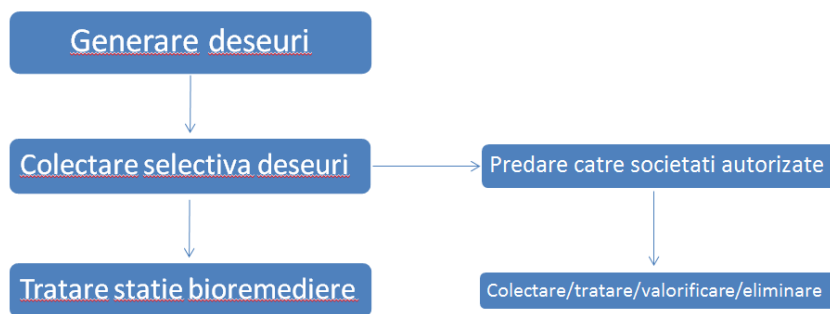 Generare deseuri
Colectare selectiva deseuri
Predare catre societati autorizate
Tratare statie bioremediere
Colectare/tratare/valorificare/eliminare